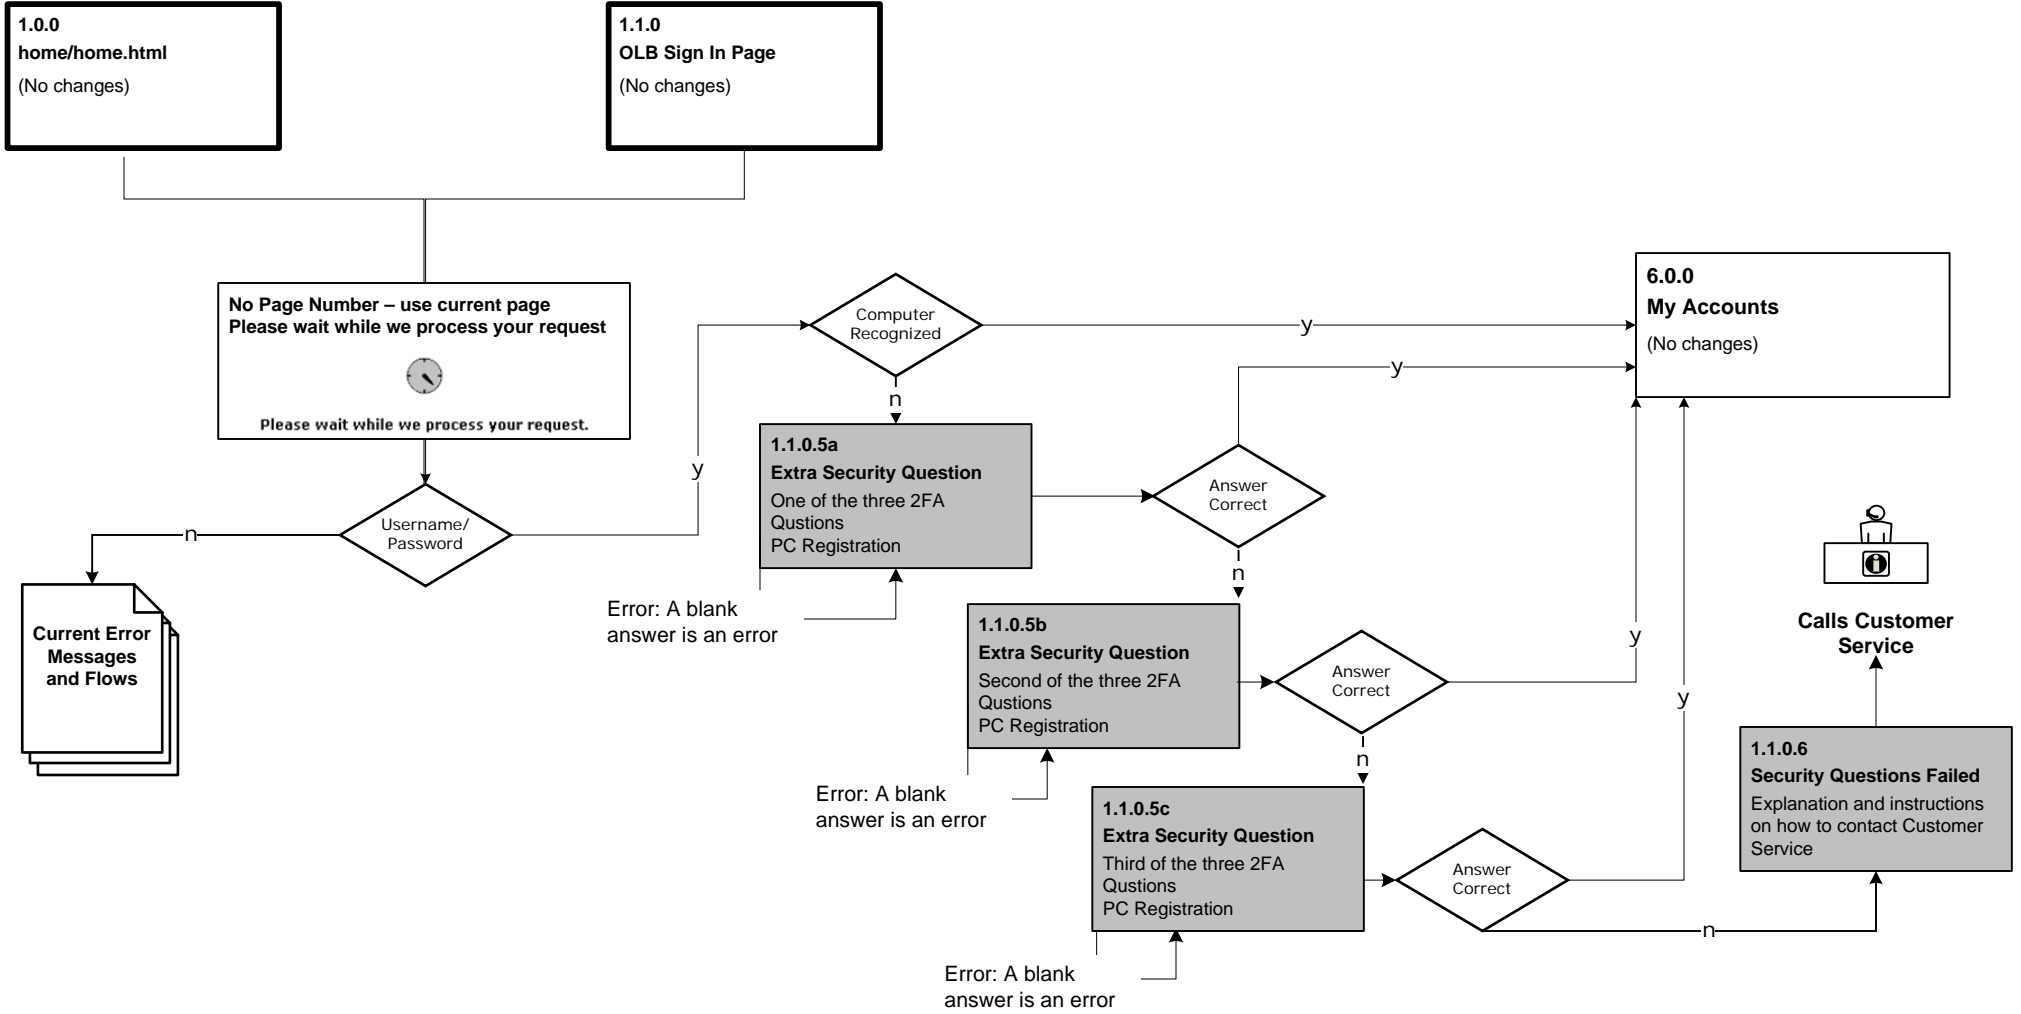 1.0.0
home/home.html
(No changes)
1.1.0
OLB Sign In Page
(No changes)
No Page Number – use current page
Please wait while we process your request
Please wait while we process your request.
Username/
Password
n
y
Current Error
Messages
and Flows
Computer
Recognized
y
n
6.0.0
My Accounts
(No changes)
1.1.0.5a
Extra Security Question
One of the three 2FA
Qustions
PC Registration
Error: A blank
answer is an error
Answer
Correct
y
n
1.1.0.5b
Extra Security Question
Second of the three 2FA
Qustions
PC Registration
Error: A blank
answer is an error
Answer
Correct
y
n
1.1.0.5c
Extra Security Question
Third of the three 2FA
Qustions
PC Registration
Error: A blank
answer is an error
Answer
Correct
y
n
1.1.0.6
Security Questions Failed
Explanation and instructions
on how to contact Customer
Service
i
Calls Customer
Service